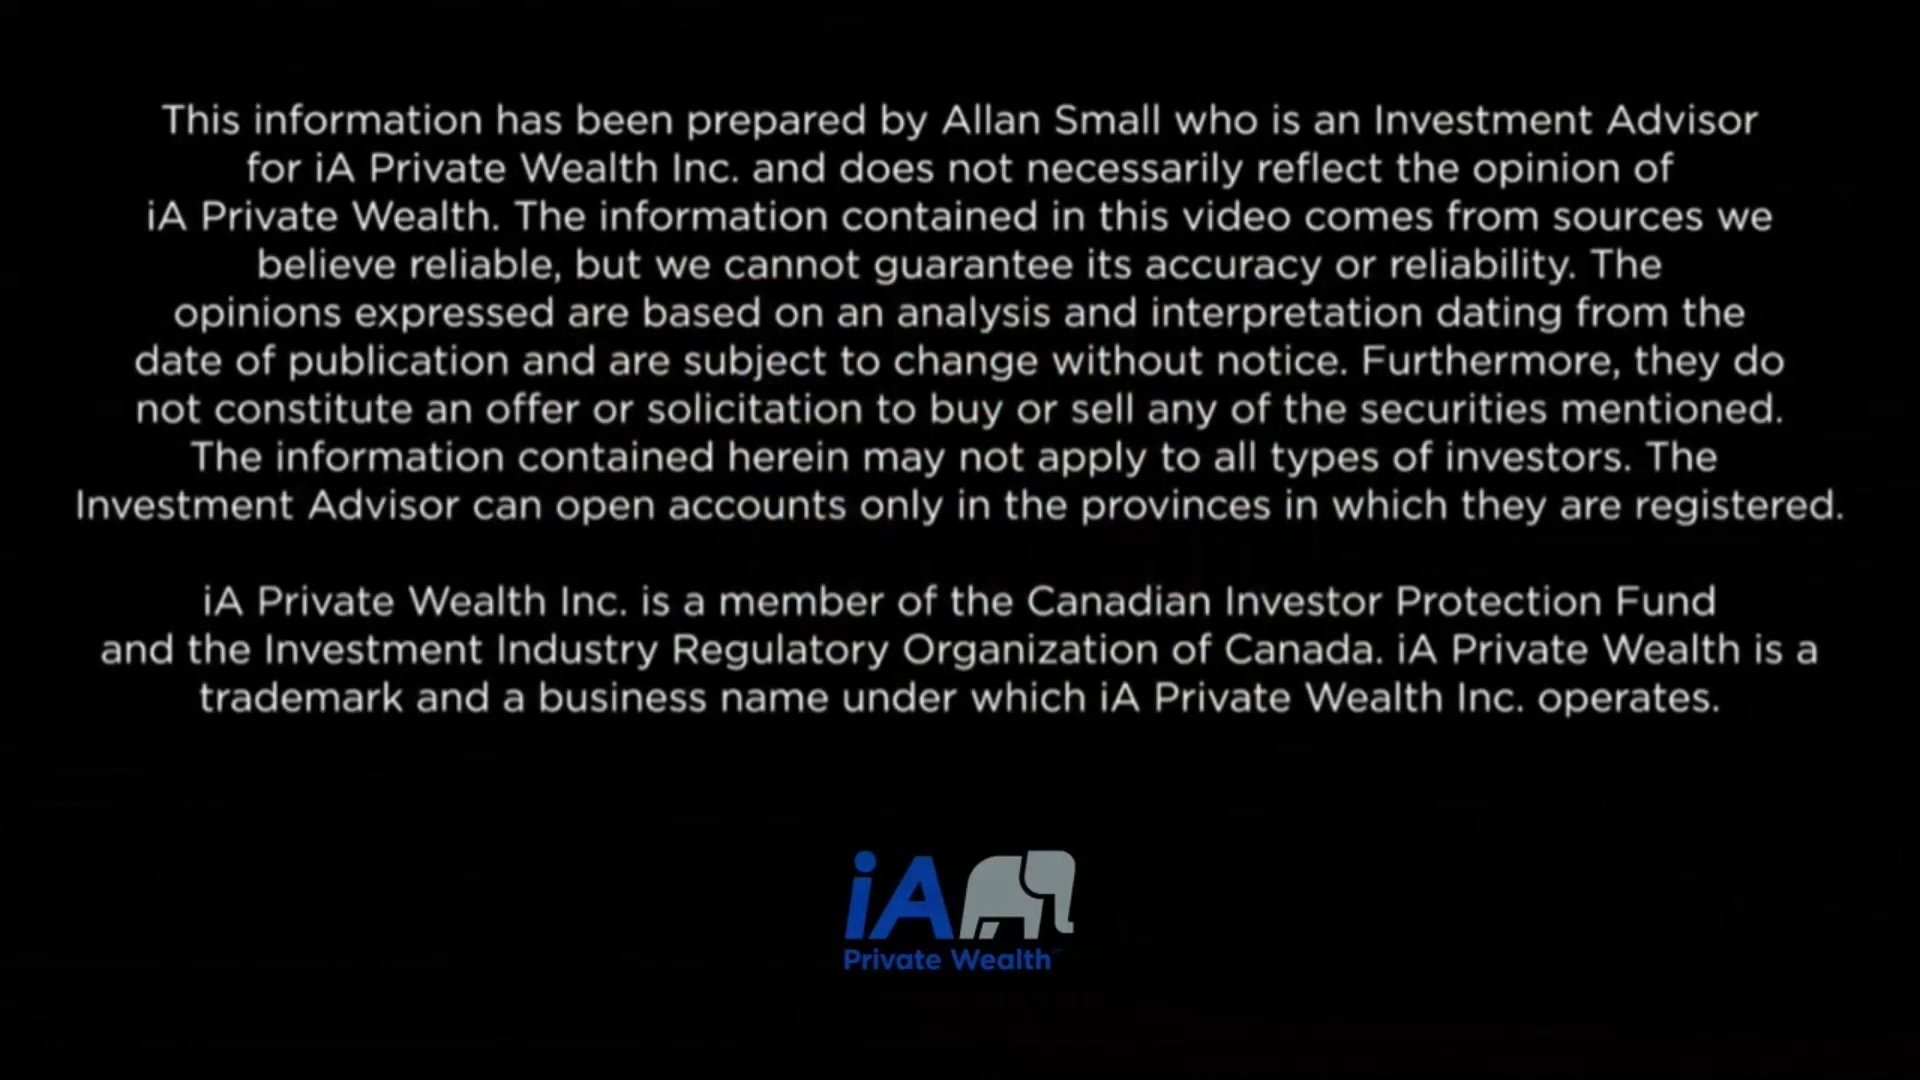 This information has been prepared by Allan Small who is an Investment Advisor
for iA Private Wealth Inc. and does not necessarily reflect the opinion of
iA Private Wealth. The information contained in this video comes from sources we
believe reliable, but we cannot guarantee its accuracy or reliability. The
opinions expressed are based on an analysis and interpretation dating from the
date of publication and are subject to change without notice. Furthermore, they do
not constitute an offer or solicitation to buy or sell any of the securities mentioned.
The information contained herein may not apply to all types of investors. The
Investment Advisor can open accounts only in the provinces in which they are registered.
iA Private Wealth Inc. is a member of the Canadian Investor Protection Fund
and the Investment Industry Regulatory Organization of Canada. iA Private Wealth is a
trademark and a business name under which iA Private Wealth Inc. operates.
iA
Private Wealth